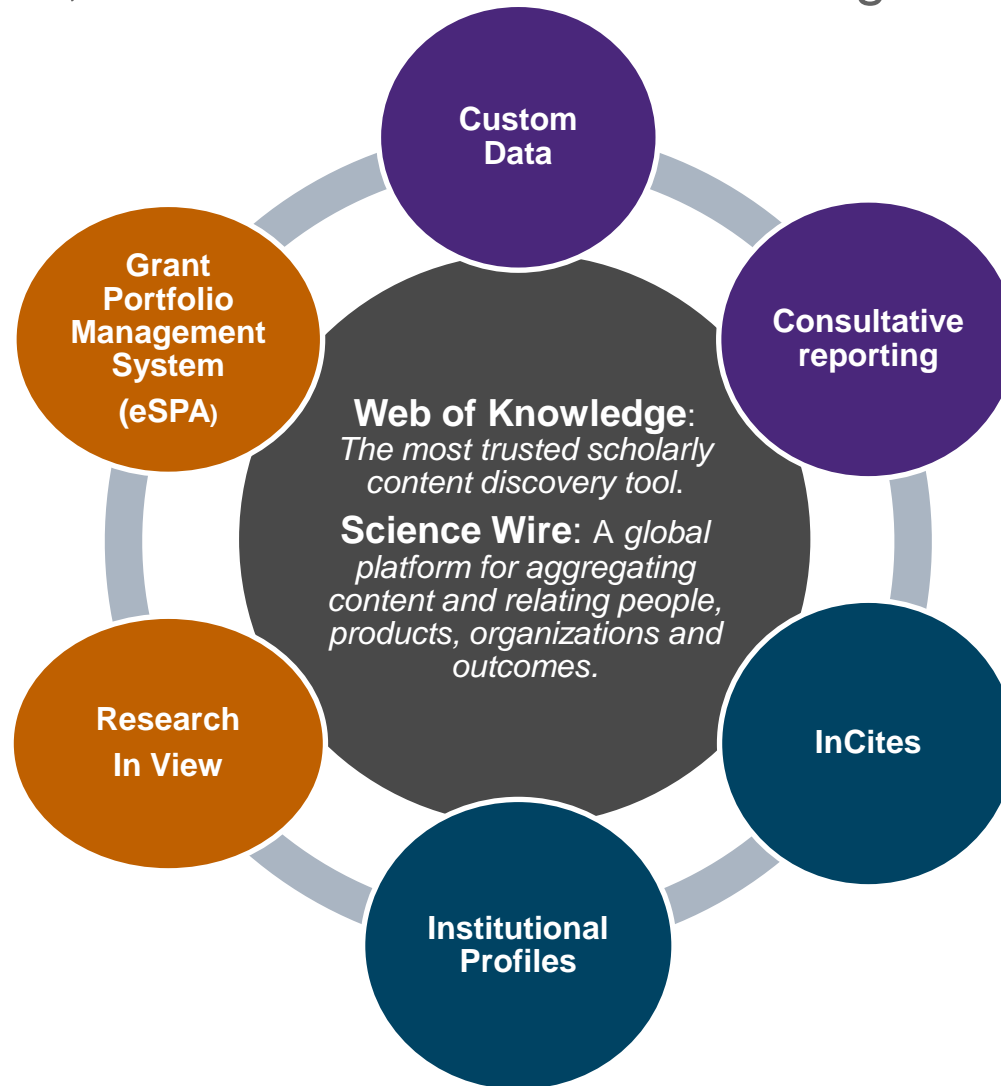 Custom
Data
Grant
Portfolio
Management
System
(eSPA)
Consultative
reporting
Web of Knowledge:
The most trusted scholarly
content discovery tool.
Science Wire: A global
platform for aggregating
content and relating people,
products, organizations and
outcomes.
Research
In View
InCites
Institutional
Profiles